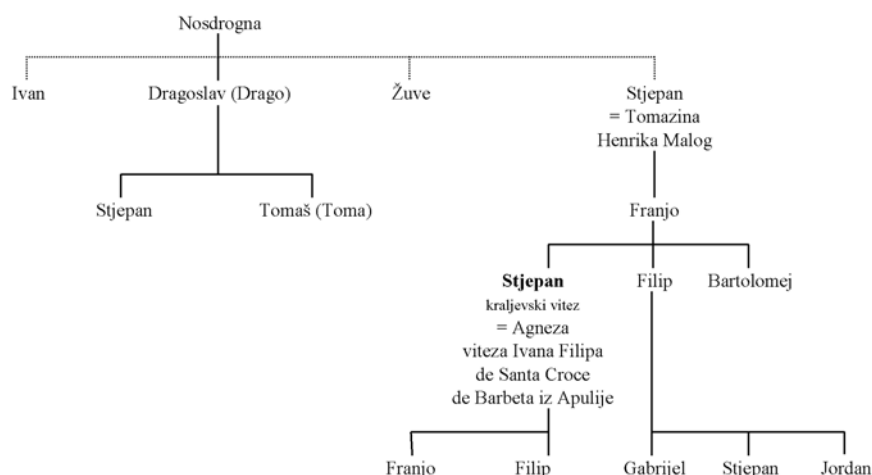 Nosdrogna
Ivan
Dragoslav (Drago)
Žuve
Stjepan
= Tomazina
Henrika Malog
Stjepan
Tomaš (Toma)
Franjo
Stjepan
kraljevski vitez
= Agneza
viteza Ivana Filipa
de Santa Croce
de Barbeta iz Apulije
Filip
Bartolomej
Franjo
Filip
Gabrijel
Stjepan
Jordan